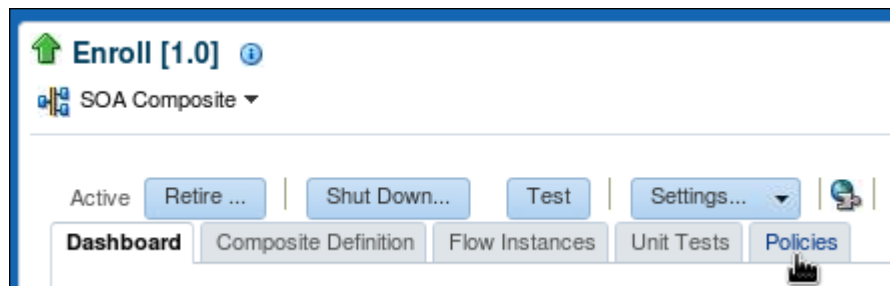 Enroll [1.0]
SOA Composite
Active Retire ... Shut Down... Test Settings...
Dashboard Composite Definition Flow Instances Unit Tests Policies